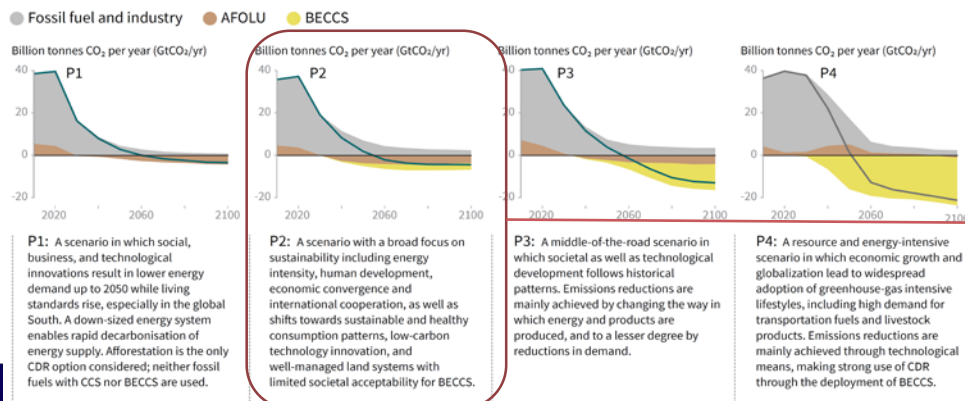 Fossil fuel and industry AFOLU BECCS
Billion tonnes CO₂ per year (GtCO₂/yr)
P1
40
20
0
-20
2020 2060 2100
P1: A scenario in which social,
business, and technological
innovations result in lower energy
demand up to 2050 while living
standards rise, especially in the global
South. A down-sized energy system
enables rapid decarbonisation of
energy supply. Afforestation is the only
CDR option considered; neither fossil
fuels with CCS nor BECCS are used.
Billion tonnes CO₂ per year (GtCO₂/yr)
P2
40
20
0
-20
2020 2060 2100
P2: A scenario with a broad focus on
sustainability including energy
intensity, human development,
economic convergence and
international cooperation, as well as
shifts towards sustainable and healthy
consumption patterns, low-carbon
technology innovation, and
well-managed land systems with
limited societal acceptability for BECCS.
Billion tonnes CO₂ per year (GtCO₂/yr)
P3
40
20
0
-20
2020 2060 2100
P3: A middle-of-the-road scenario in
which societal as well as technological
development follows historical
patterns. Emissions reductions are
mainly achieved by changing the way in
which energy and products are
produced, and to a lesser degree by
reductions in demand.
Billion tonnes CO₂ per year (GtCO₂/yr)
P4
40
20
0
-20
2020 2060 2100
P4: A resource and energy-intensive
scenario in which economic growth and
globalization lead to widespread
adoption of greenhouse-gas intensive
lifestyles, including high demand for
transportation fuels and livestock
products. Emissions reductions are
mainly achieved through technological
means, making strong use of CDR
through the deployment of BECCS.